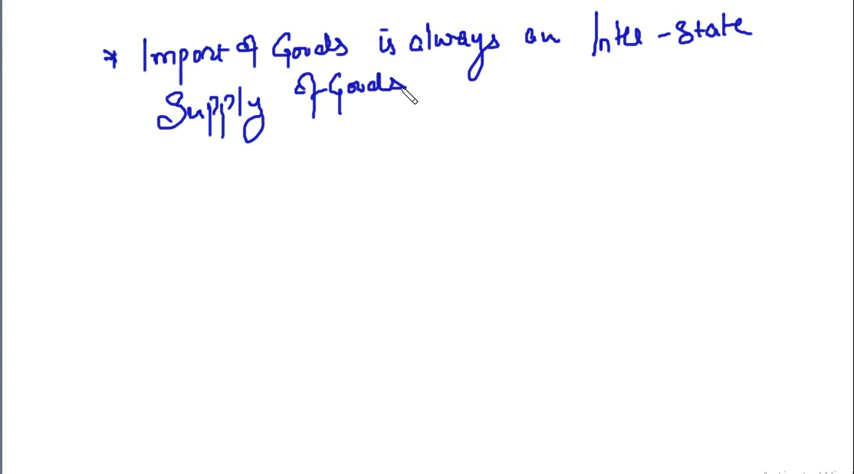 * Import of Goods is always an Inter-State
Supply of Goods